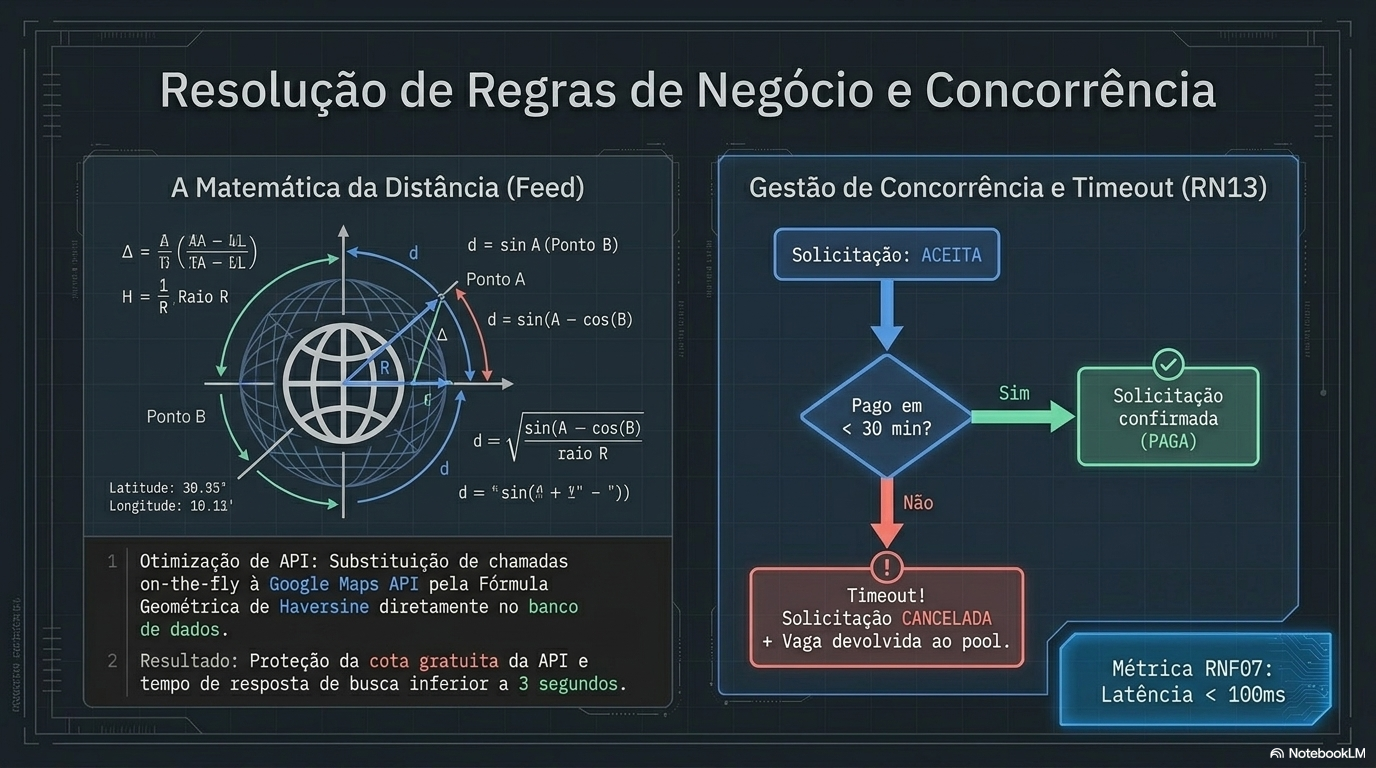 Resolução de Regras de Negócio e Concorrência
A Matemática da Distância (Feed)
H = 1/R Raio R
d
d = sin A (Ponto B)
Ponto A
d = sin(A − cos(B)
Δ
R
Ponto B
d = √(sin(A − cos(B) / raio R)
d
Latitude: 30.35°
Longitude: 10.13'
1 Otimização de API: Substituição de chamadas
on-the-fly à Google Maps API pela Fórmula
Geométrica de Haversine diretamente no banco
de dados.
2 Resultado: Proteção da cota gratuita da API e
tempo de resposta de busca inferior a 3 segundos.
Gestão de Concorrência e Timeout (RN13)
Solicitação: ACEITA
Pago em
< 30 min?
Sim
Solicitação
confirmada
(PAGA)
Não
!
Timeout!
Solicitação CANCELADA
+ Vaga devolvida ao pool.
Métrica RNF07:
Latência < 100ms
NotebookLM